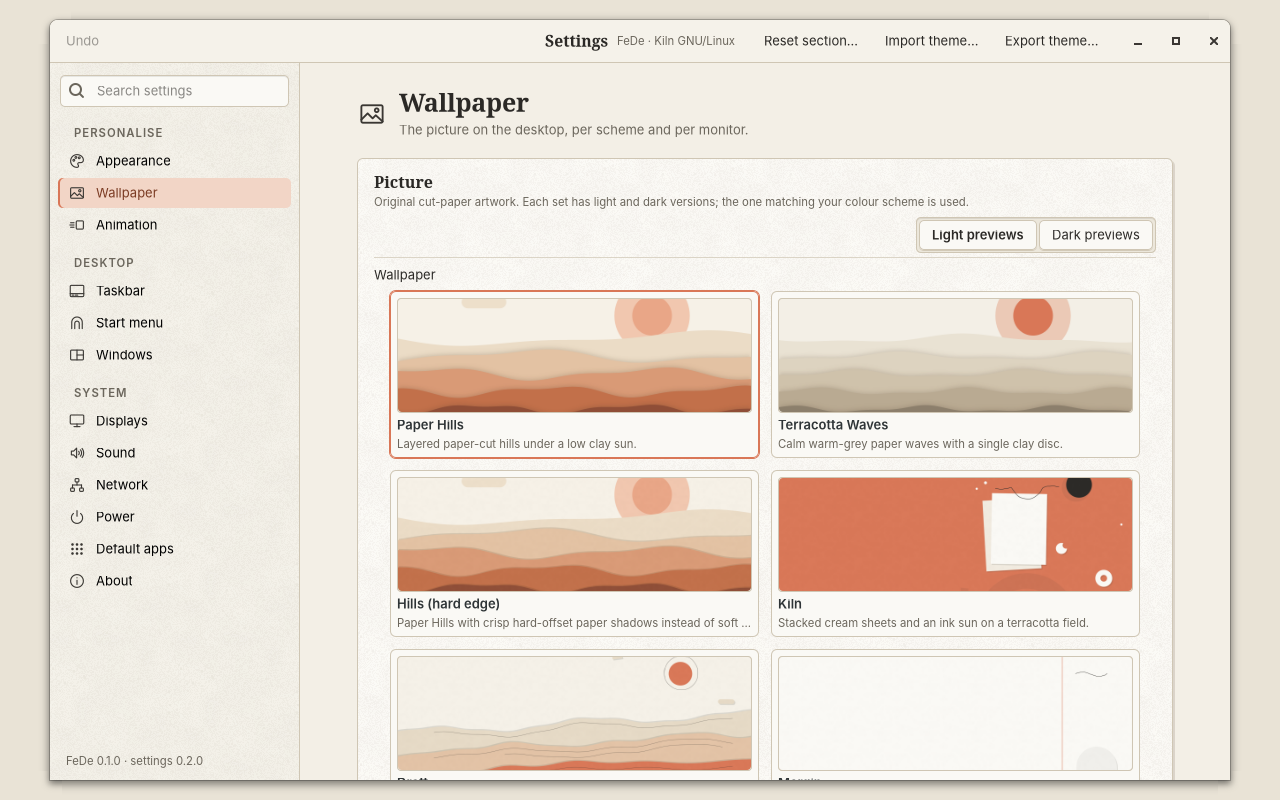 Undo
Settings FeDe · Kiln GNU/Linux
Reset section...
Import theme...
Export theme...
Search settings
PERSONALISE
Appearance
Wallpaper
Animation
DESKTOP
Taskbar
Start menu
Windows
SYSTEM
Displays
Sound
Network
Power
Default apps
About
FeDe 0.1.0 · settings 0.2.0
Wallpaper
The picture on the desktop, per scheme and per monitor.
Picture
Original cut-paper artwork. Each set has light and dark versions; the one matching your colour scheme is used.
Light previews
Dark previews
Wallpaper
Paper Hills
Layered paper-cut hills under a low clay sun.
Terracotta Waves
Calm warm-grey paper waves with a single clay disc.
Hills (hard edge)
Paper Hills with crisp hard-offset paper shadows instead of soft ...
Kiln
Stacked cream sheets and an ink sun on a terracotta field.